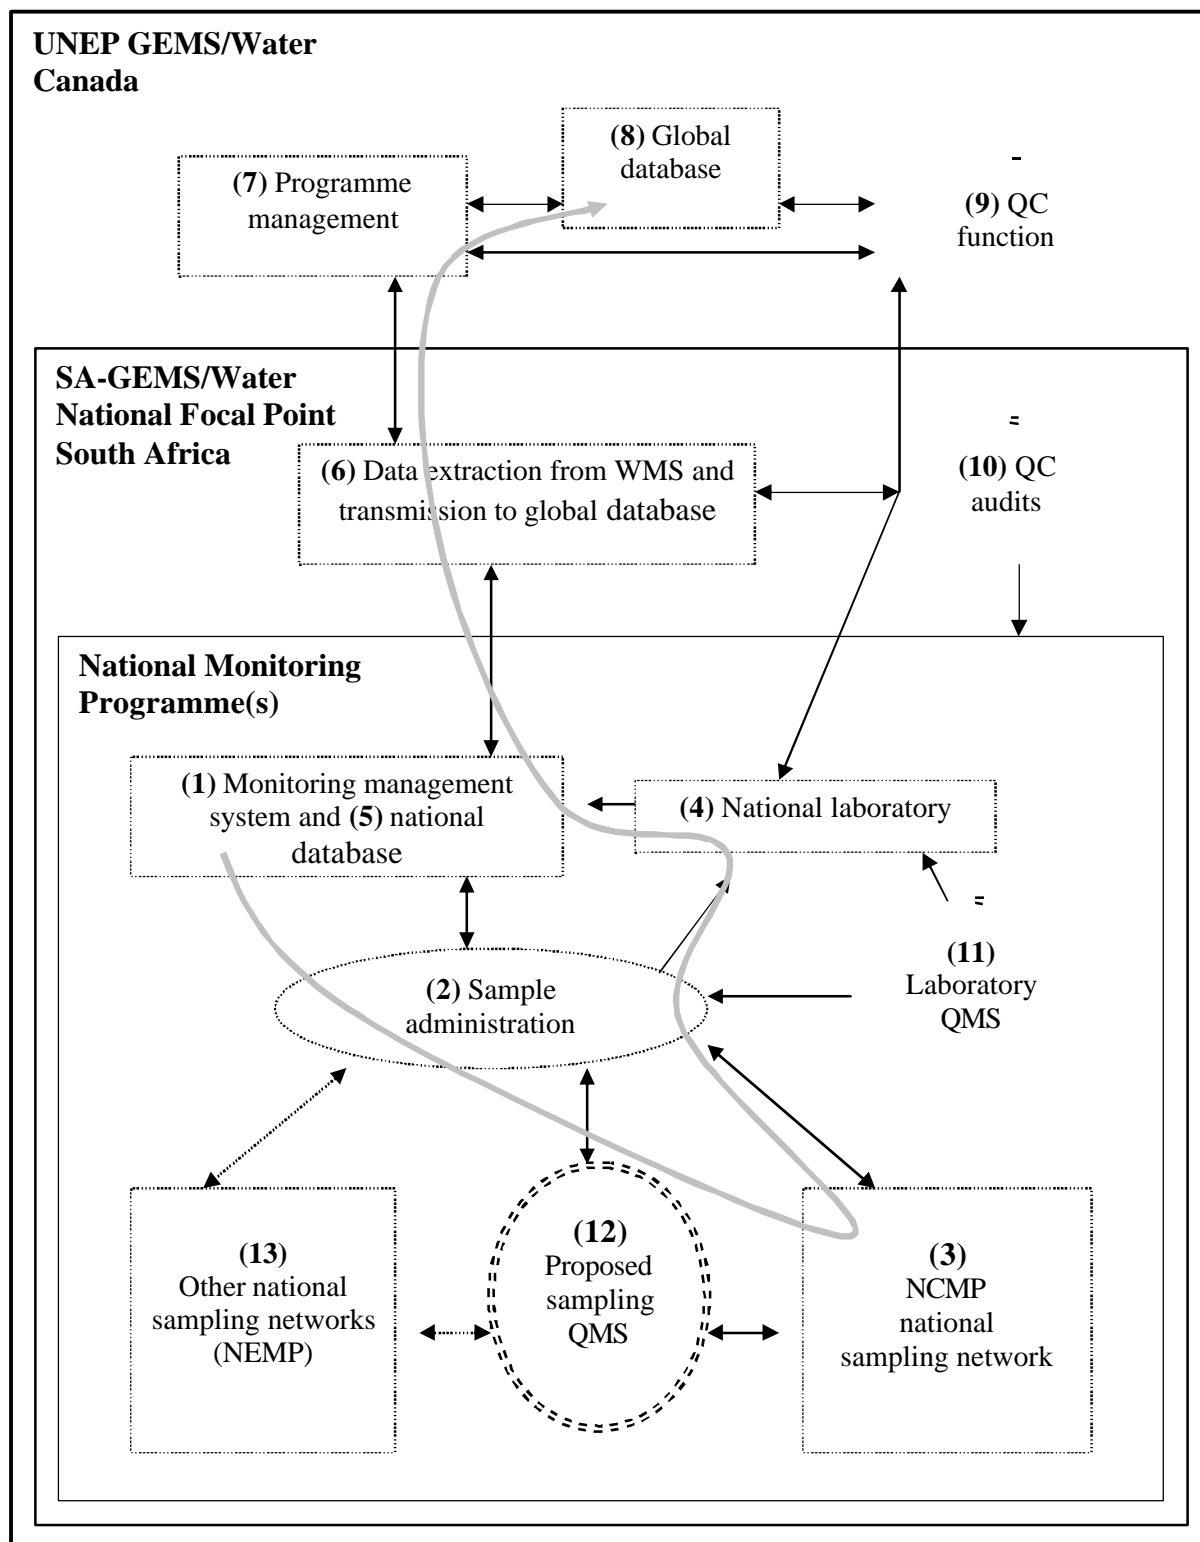 UNEP GEMS/Water
Canada
(8) Global
database
(7) Programme
management
(9) QC
function
SA-GEMS/Water
National Focal Point
South Africa
(6) Data extraction from WMS and
transmission to global database
(10) QC
audits
National Monitoring
Programme(s)
(1) Monitoring management
system and (5) national
database
(4) National laboratory
(2) Sample
administration
(11)
Laboratory
QMS
(13)
Other national
sampling networks
(NEMP)
(12)
Proposed
sampling
QMS
(3)
NCMP
national
sampling network